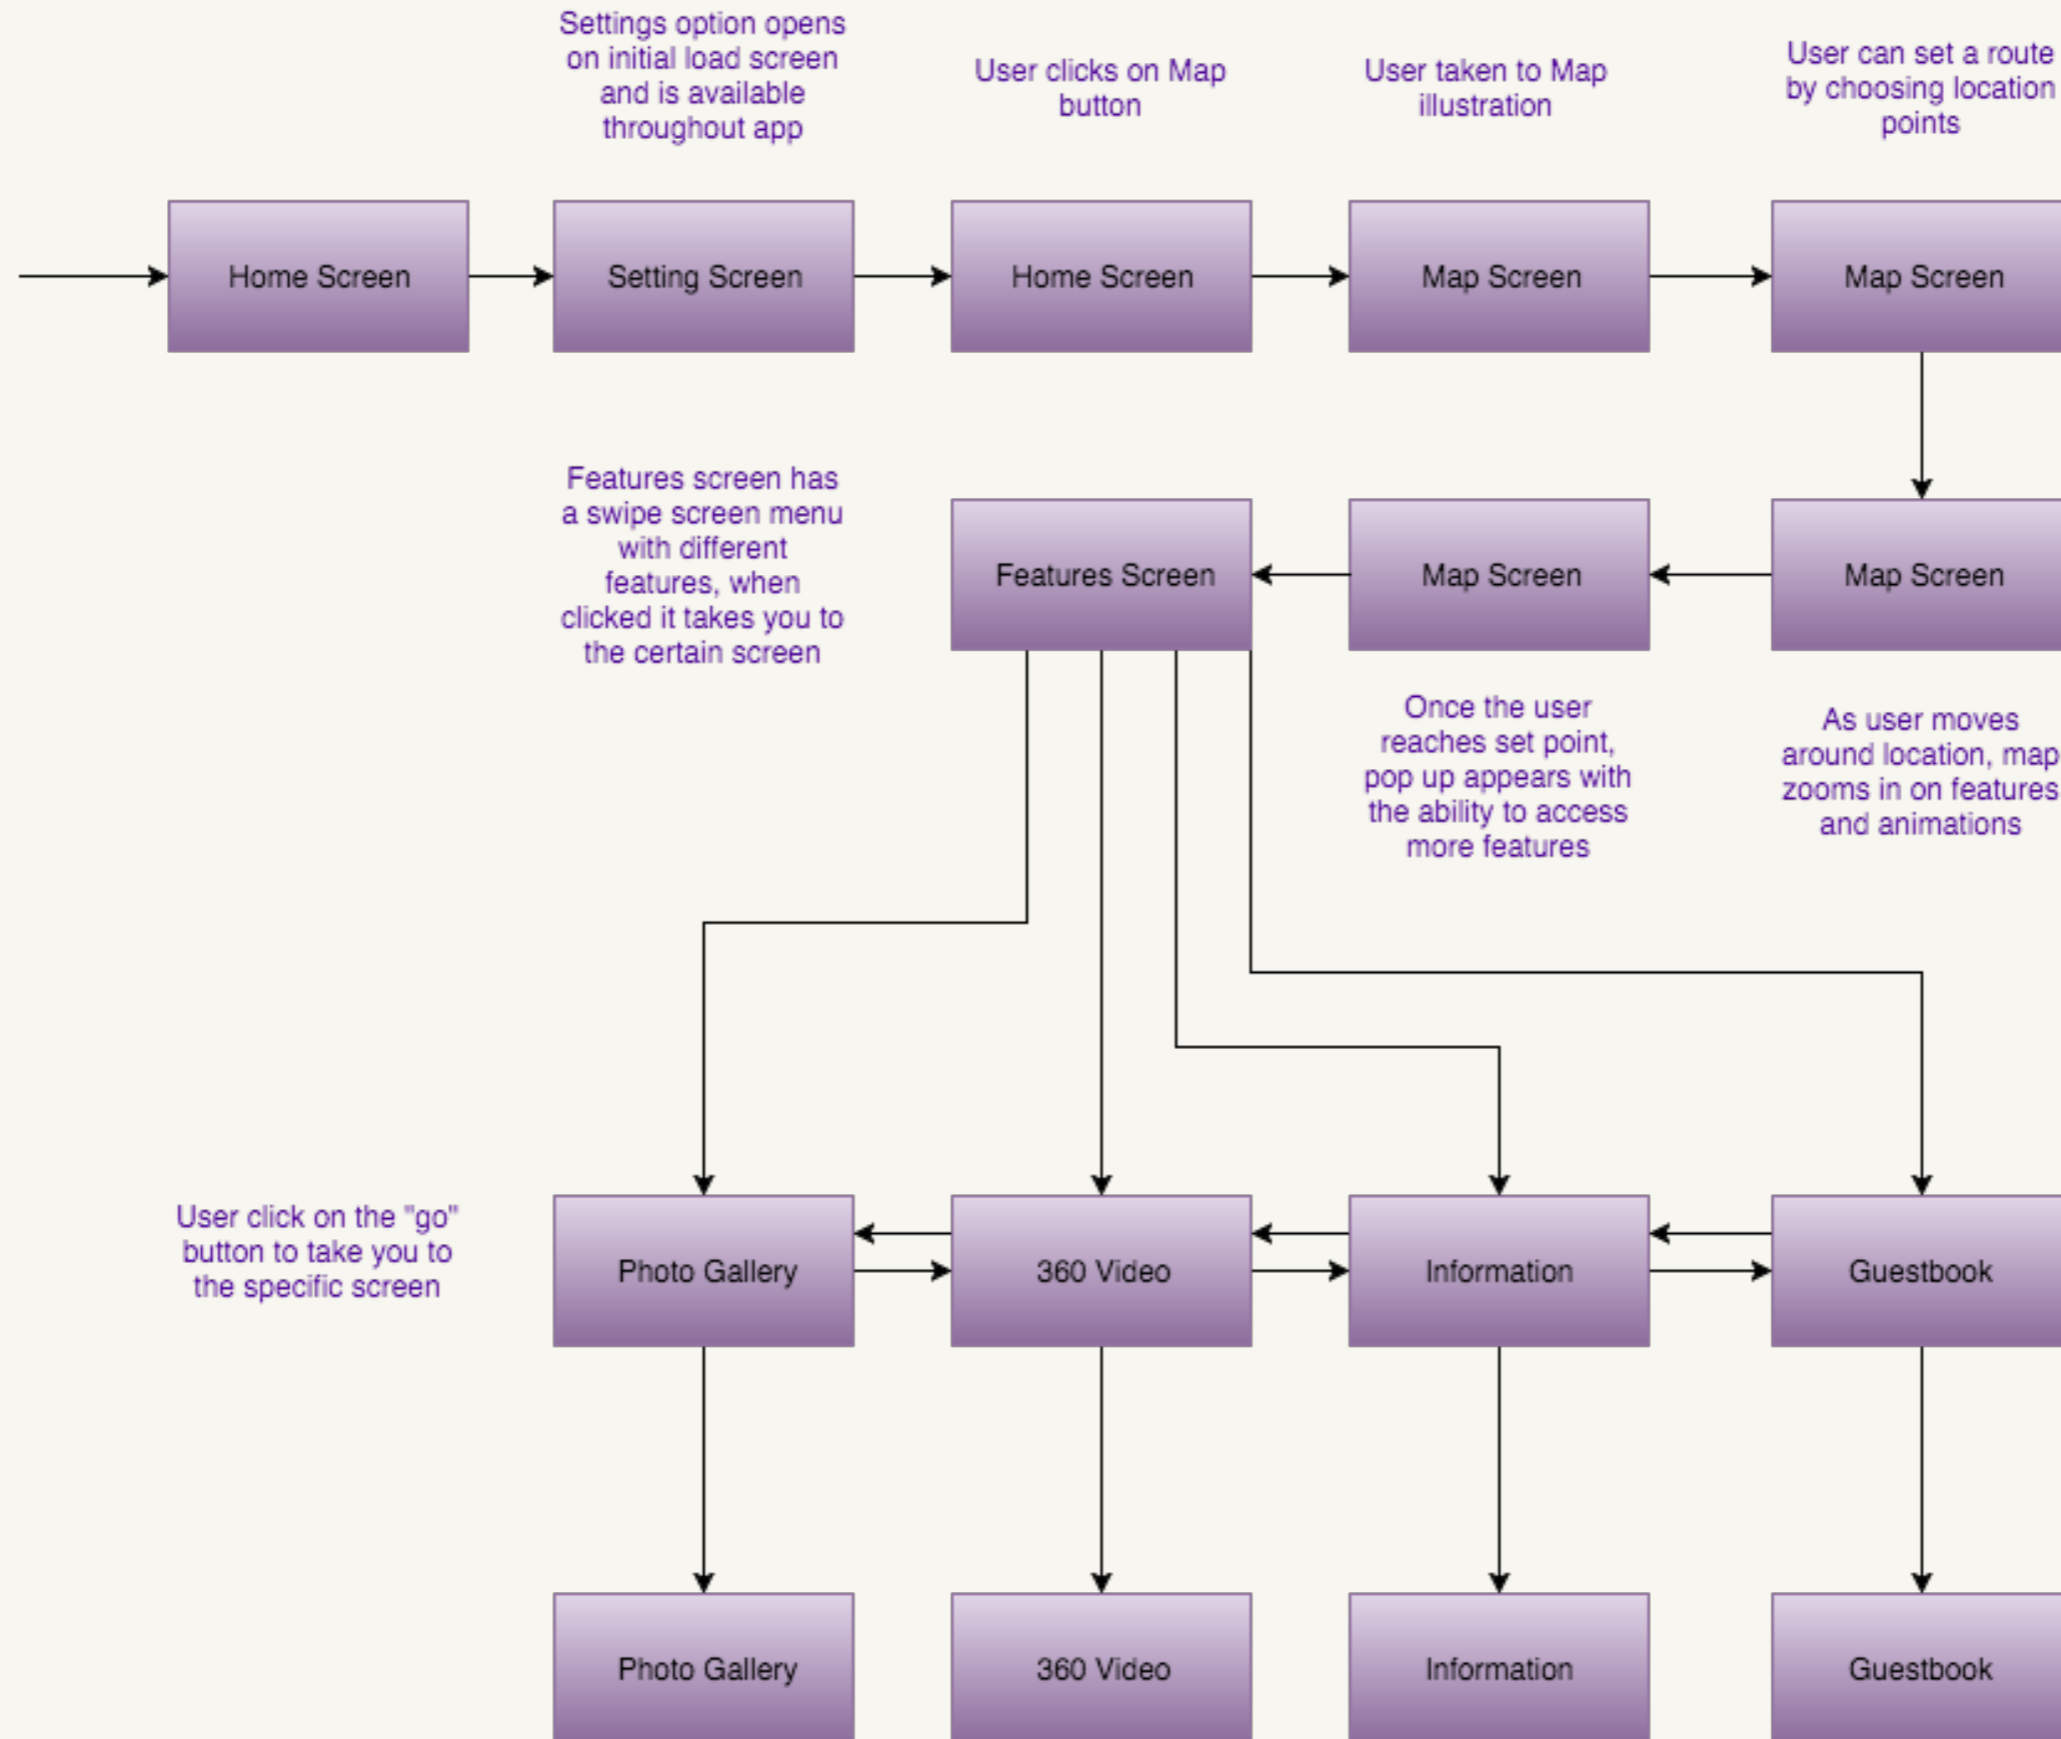 Settings option opens
on initial load screen
and is available
throughout app
User clicks on Map
button
User taken to Map
illustration
User can set a route
by choosing location
points
Home Screen
Setting Screen
Home Screen
Map Screen
Map Screen
Features screen has
a swipe screen menu
with different
features, when
clicked it takes you to
the certain screen
Features Screen
Map Screen
Map Screen
Once the user
reaches set point,
pop up appears with
the ability to access
more features
As user moves
around location, map
zooms in on features
and animations
User click on the "go"
button to take you to
the specific screen
Photo Gallery
360 Video
Information
Guestbook
Photo Gallery
360 Video
Information
Guestbook